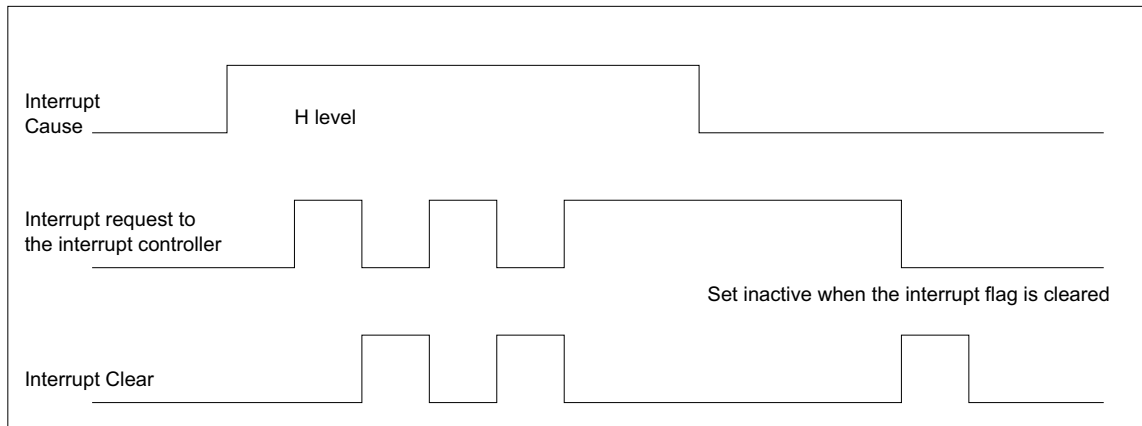 Interrupt
Cause
H level
Interrupt request to
the interrupt controller
Set inactive when the interrupt flag is cleared
Interrupt Clear